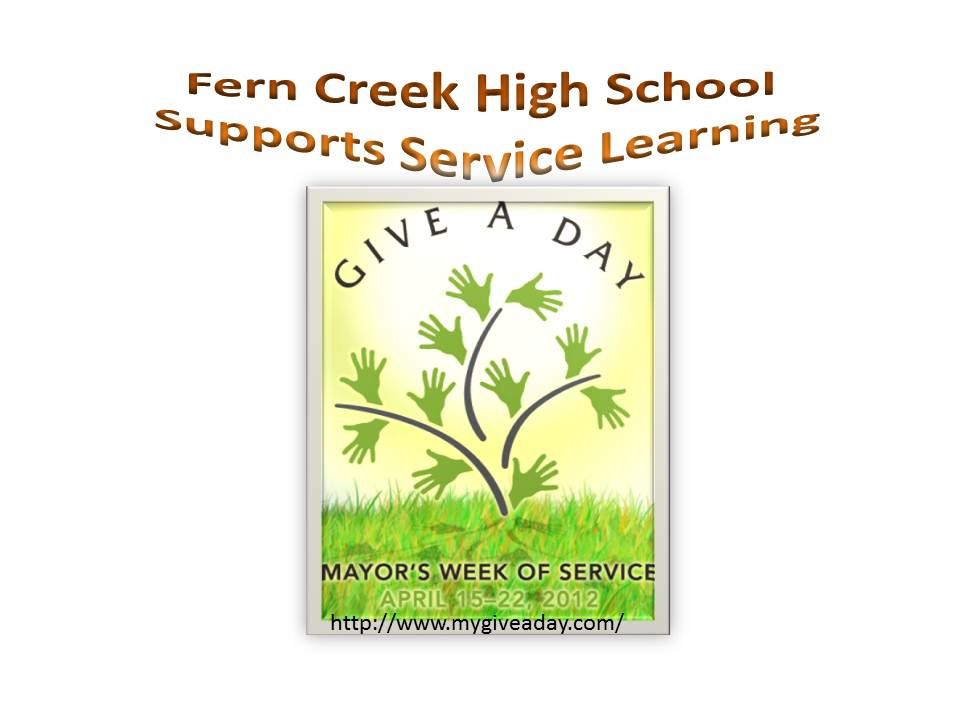 Fern Creek High School
Supports Service Learning
GIVE A DAY
MAYOR'S WEEK OF SERVICE
APRIL 15–22, 2012
http://www.mygiveaday.com/